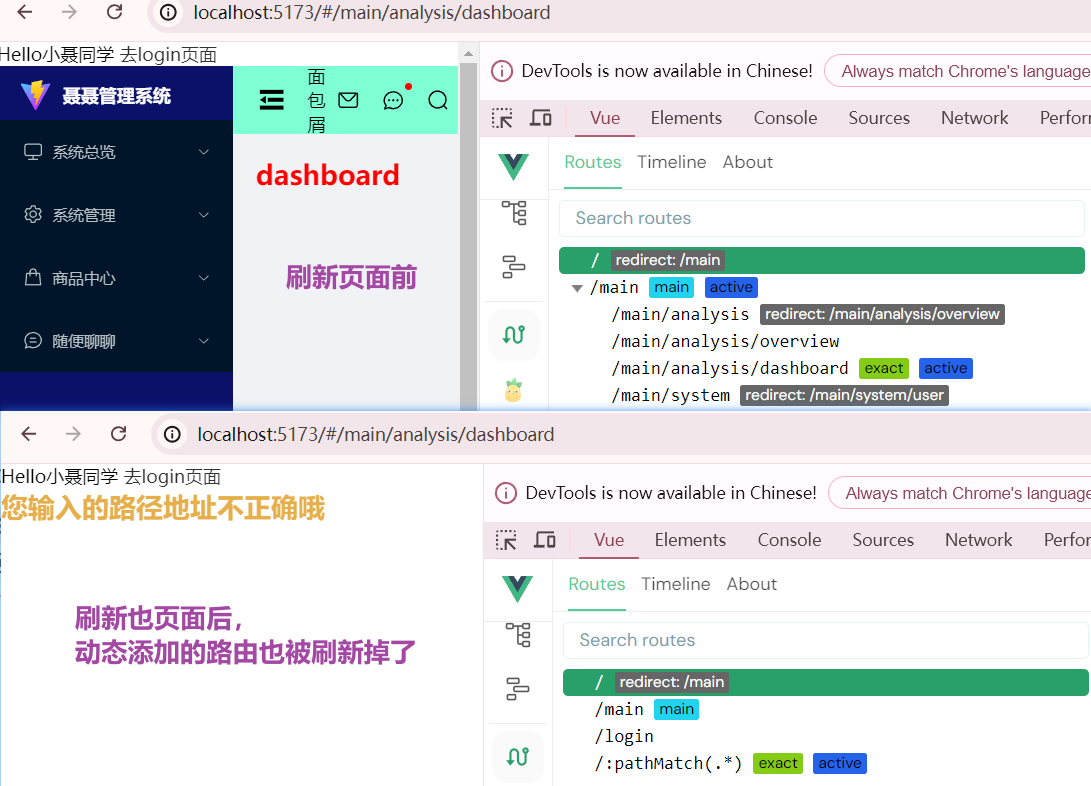 localhost:5173/#/main/analysis/dashboard
Hello小聂同学 去login页面
聂聂管理系统
系统总览
系统管理
商品中心
随便聊聊
面
包
屑
dashboard
刷新页面前
DevTools is now available in Chinese!
Always match Chrome's language
Vue Elements Console Sources Network Perfor
Routes Timeline About
Search routes
/ redirect: /main
/main main active
/main/analysis redirect: /main/analysis/overview
/main/analysis/overview
/main/analysis/dashboard exact active
/main/system redirect: /main/system/user
localhost:5173/#/main/analysis/dashboard
Hello小聂同学 去login页面
您输入的路径地址不正确哦
刷新也页面后，
动态添加的路由也被刷新掉了
DevTools is now available in Chinese!
Always match Chrome's language
Vue Elements Console Sources Network Perfor
Routes Timeline About
Search routes
/ redirect: /main
/main main
/login
/:pathMatch(.*) exact active